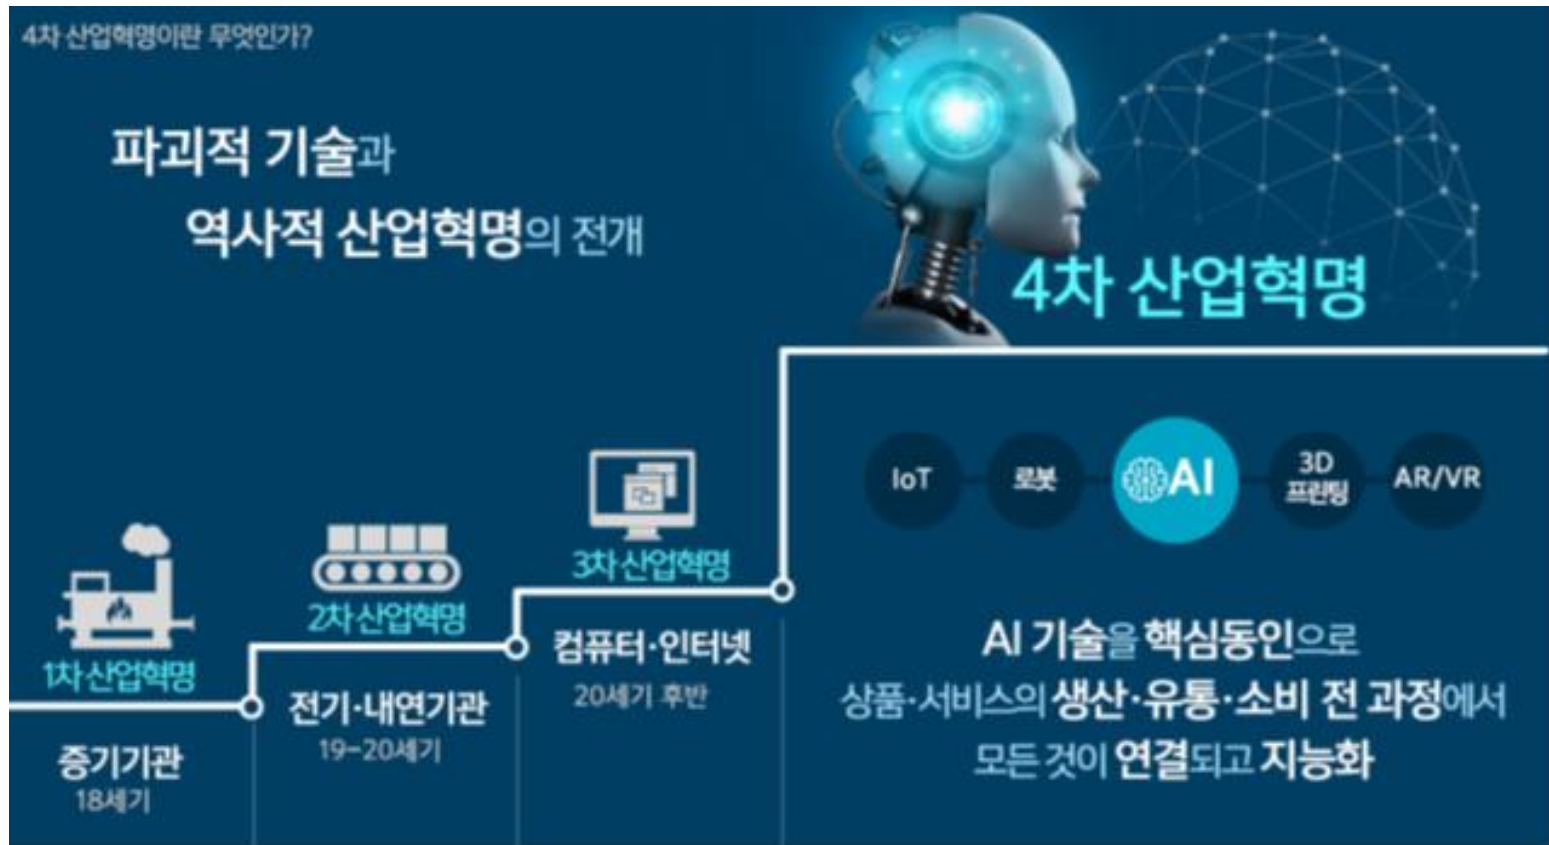 4차 산업혁명이란 무엇인가?
파괴적 기술과
역사적 산업혁명의 전개
4차 산업혁명
IoT
로봇
AI
3D
프린팅
AR/VR
3차 산업혁명
2차 산업혁명
1차 산업혁명
컴퓨터·인터넷
20세기 후반
전기·내연기관
19-20세기
증기기관
18세기
AI 기술을 핵심동인으로
상품·서비스의 생산·유통·소비 전 과정에서
모든 것이 연결되고 지능화